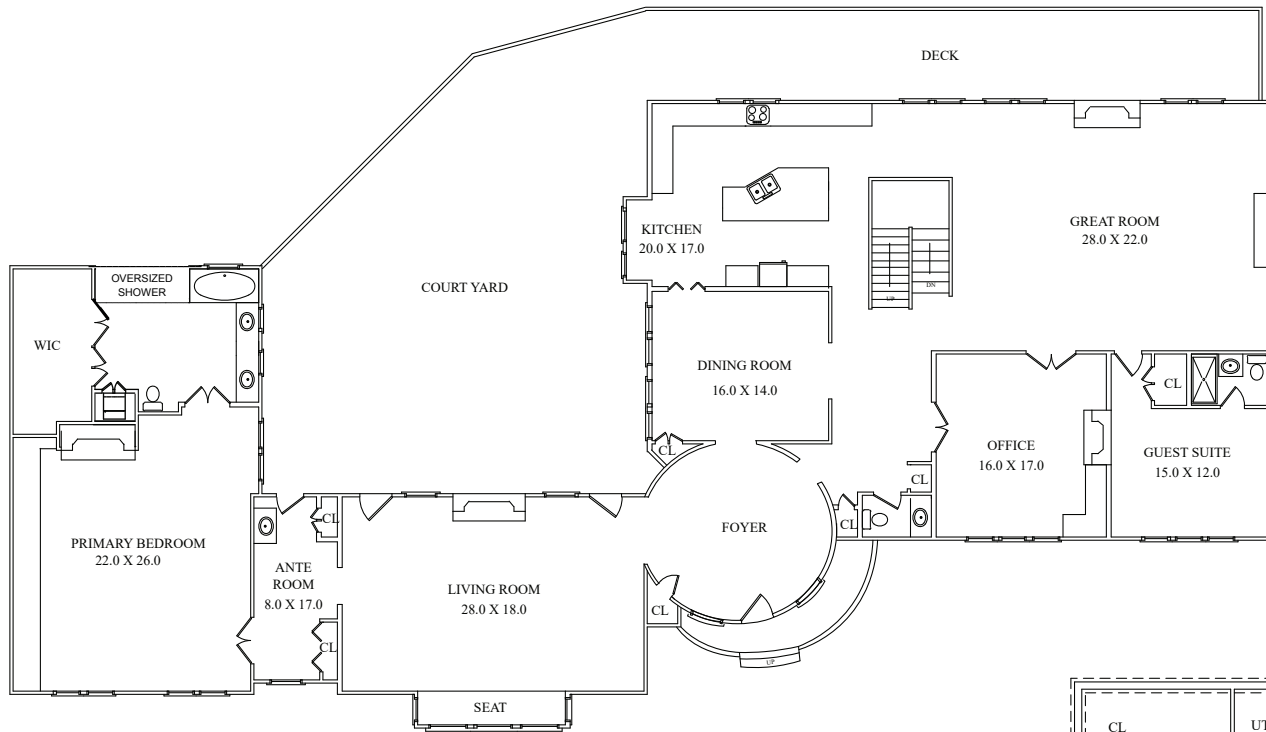 DECK
KITCHEN
20.0 X 17.0
GREAT ROOM
28.0 X 22.0
OVERSIZED
SHOWER
COURT YARD
UP
DN
WIC
DINING ROOM
16.0 X 14.0
CL
OFFICE
16.0 X 17.0
CL
GUEST SUITE
15.0 X 12.0
CL
CL
CL
CL
FOYER
PRIMARY BEDROOM
22.0 X 26.0
ANTE
ROOM
8.0 X 17.0
LIVING ROOM
28.0 X 18.0
CL
CL
UP
SEAT
CL
UT